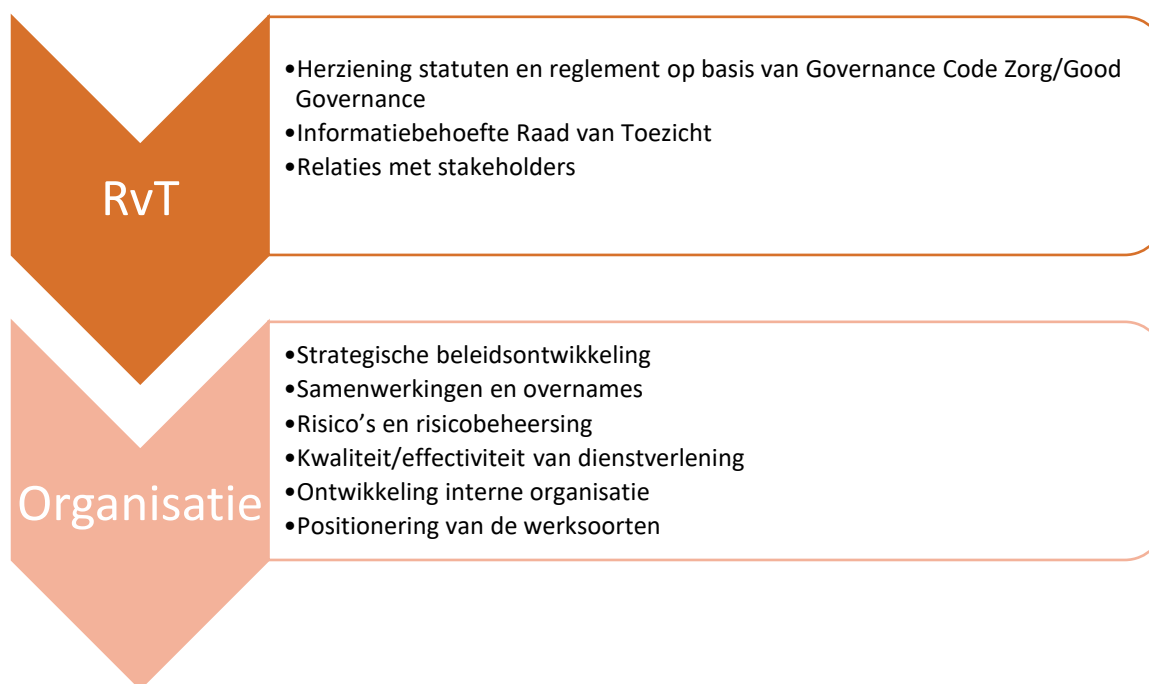 RvT
•Herziening statuten en reglement op basis van Governance Code Zorg/Good
Governance
•Informatiebehoefte Raad van Toezicht
•Relaties met stakeholders
Organisatie
•Strategische beleidsontwikkeling
•Samenwerkingen en overnames
•Risico’s en risicobeheersing
•Kwaliteit/effectiviteit van dienstverlening
•Ontwikkeling interne organisatie
•Positionering van de werksoorten